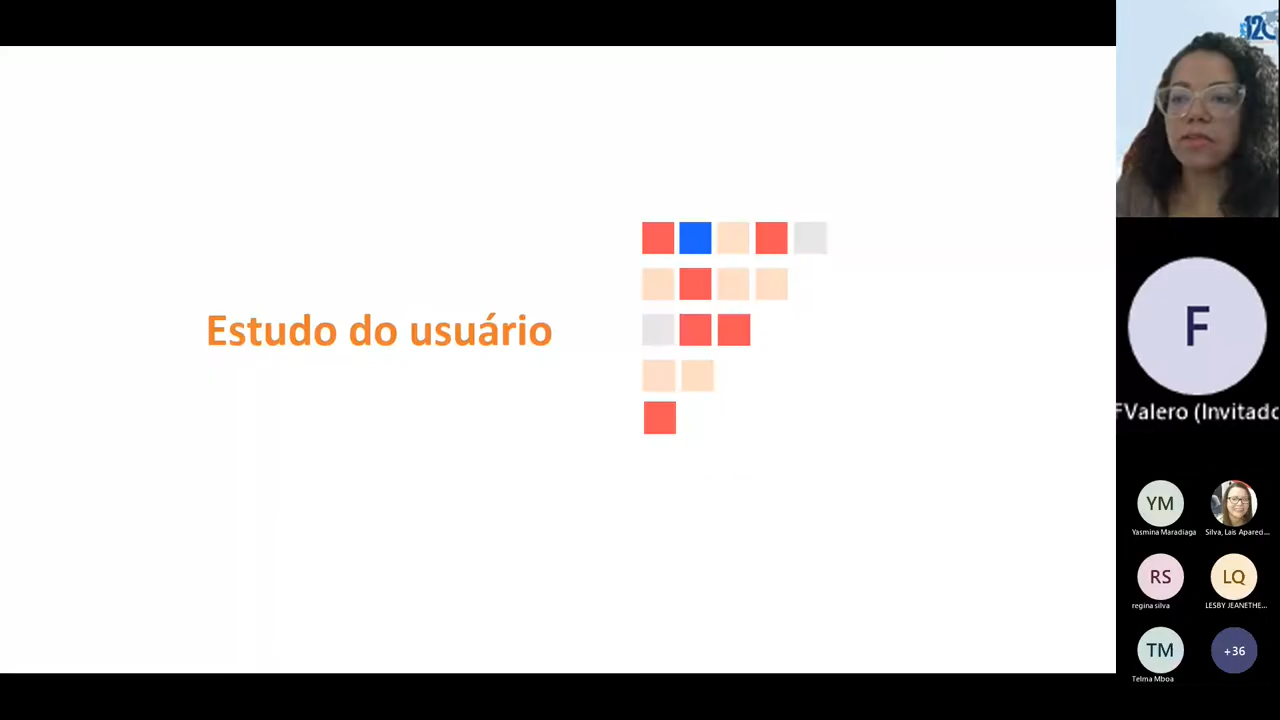 Estudo do usuário
120
F
FValero (Invitado
YM
Yasmina Maradiaga
Silva, Lais Apareci...
RS
regina silva
LQ
LESBY JEANETHE...
TM
Telma Mboa
+36